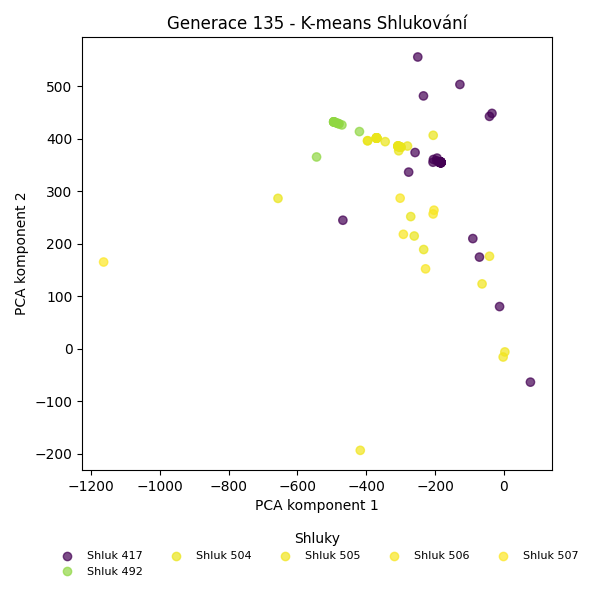 Generace 135 - K-means Shlukování
PCA komponent 2
500
400
300
200
100
0
−100
−200
−1200 −1000 −800 −600 −400 −200 0
PCA komponent 1
Shluky
Shluk 417 Shluk 504 Shluk 505 Shluk 506 Shluk 507
Shluk 492